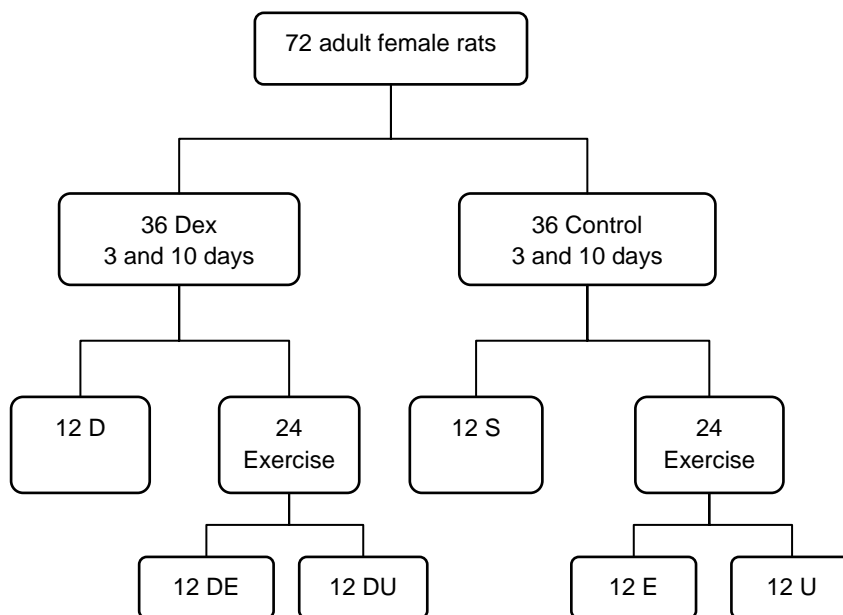 72 adult female rats
36 Dex
3 and 10 days
36 Control
3 and 10 days
12 D
24
Exercise
12 S
24
Exercise
12 DE
12 DU
12 E
12 U